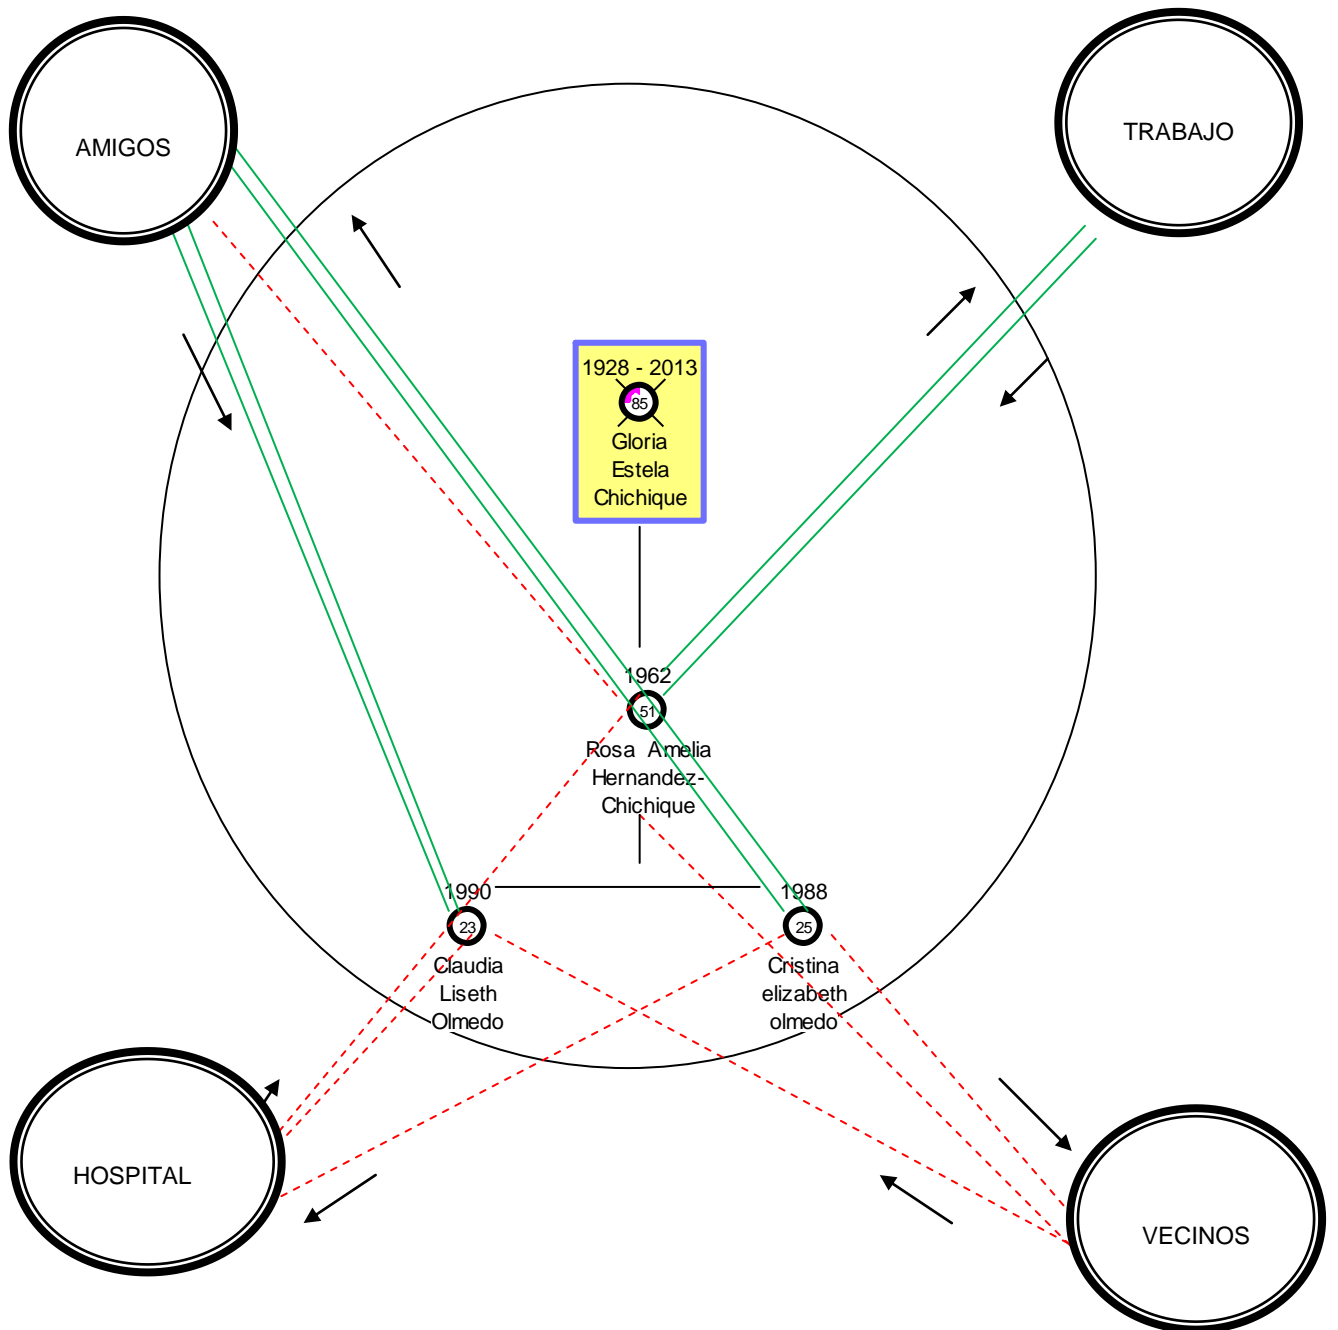 AMIGOS
TRABAJO
1928 - 2013
85
Gloria
Estela
Chichique
1962
51
Rosa Amelia
Hernandez-
Chichique
1990
1988
23
25
Claudia
Liseth
Olmedo
Cristina
elizabeth
olmedo
HOSPITAL
VECINOS